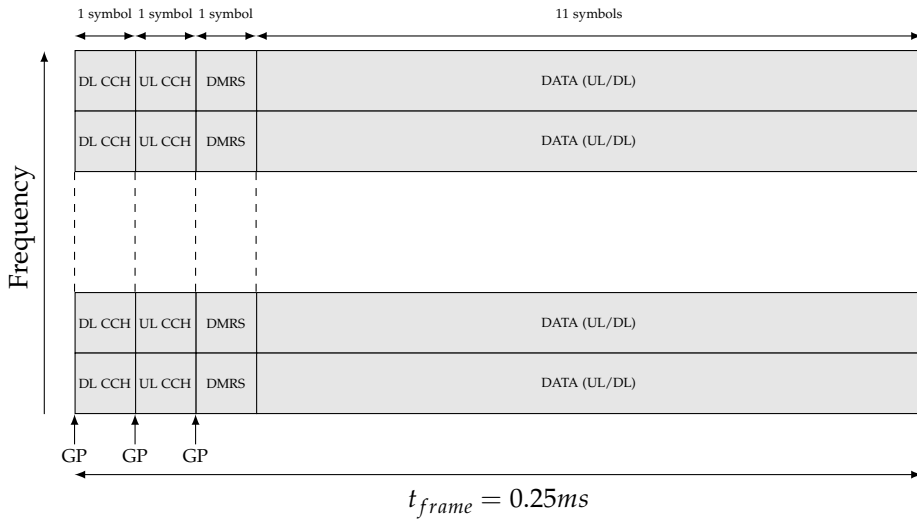 1 symbol 1 symbol 1 symbol 11 symbols
DL CCH UL CCH DMRS DATA (UL/DL)
DL CCH UL CCH DMRS DATA (UL/DL)
Frequency
DL CCH UL CCH DMRS DATA (UL/DL)
DL CCH UL CCH DMRS DATA (UL/DL)
GP GP GP
t_{frame} = 0.25ms